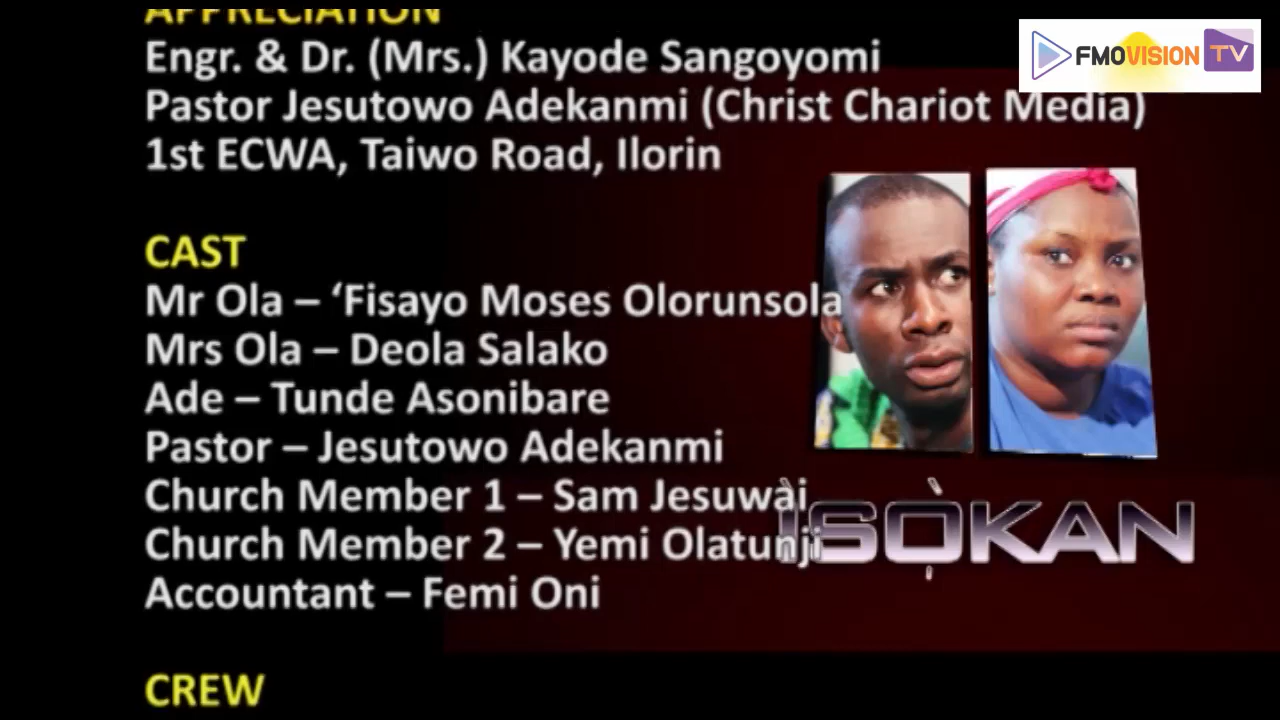 APPRECIATION
Engr. & Dr. (Mrs.) Kayode Sangoyomi
Pastor Jesutowo Adekanmi (Christ Chariot Media)
1st ECWA, Taiwo Road, Ilorin
CAST
Mr Ola – ‘Fisayo Moses Olorunsola
Mrs Ola – Deola Salako
Ade – Tunde Asonibare
Pastor – Jesutowo Adekanmi
Church Member 1 – Sam Jesuwai
Church Member 2 – Yemi Olatunji
Accountant – Femi Oni
CREW
FMOVISION TV
ÌSỌ̀KAN